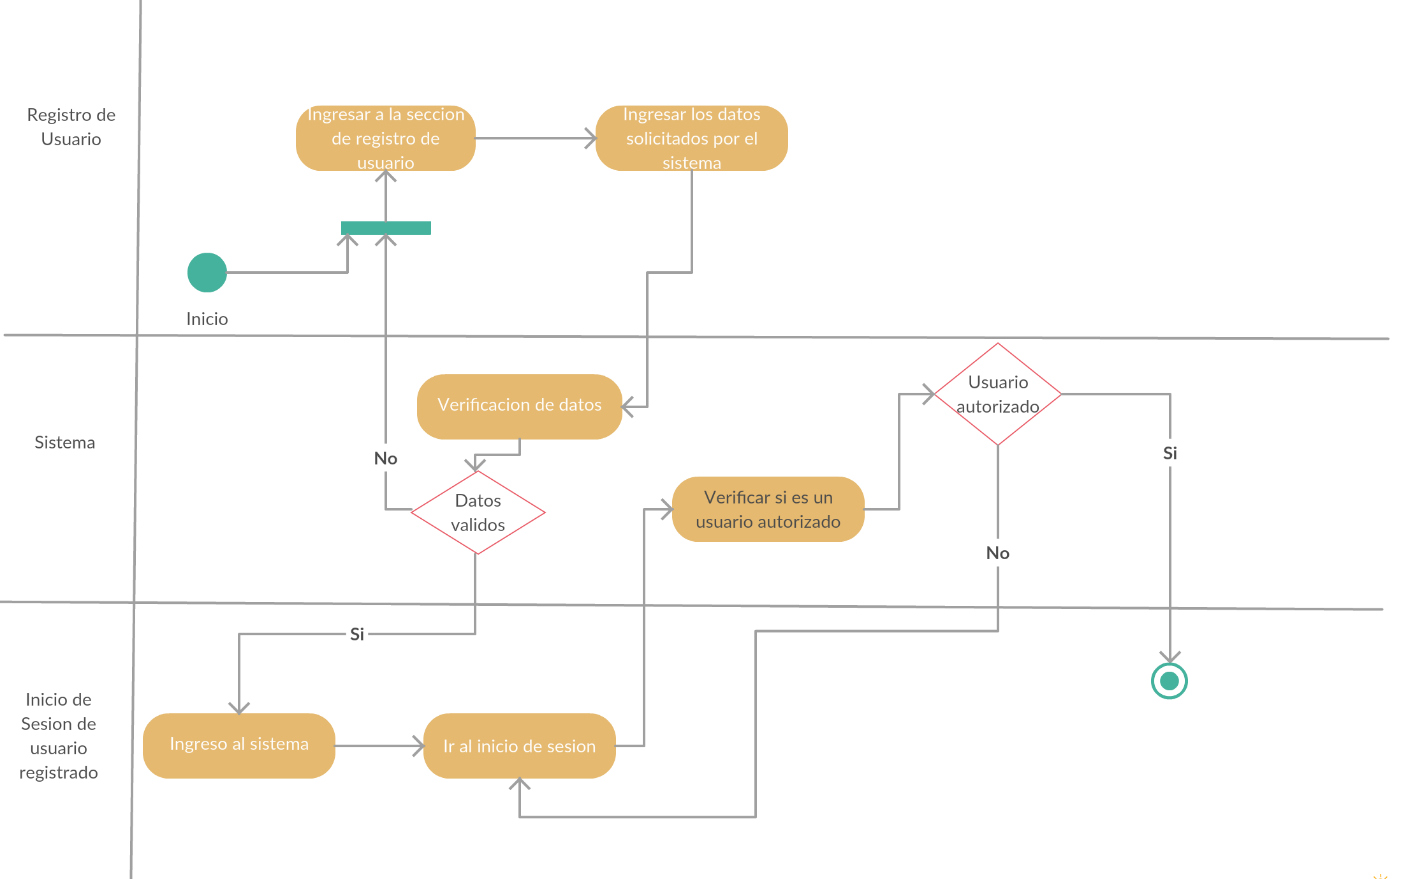 Registro de
Usuario
Ingresar a la seccion
de registro de
usuario
Ingresar los datos
solicitados por el
sistema
Inicio
Sistema
Verificacion de datos
No
Datos
validos
Verificar si es un
usuario autorizado
Usuario
autorizado
Si
No
Inicio de
Sesion de
usuario
registrado
Si
Ingreso al sistema
Ir al inicio de sesion